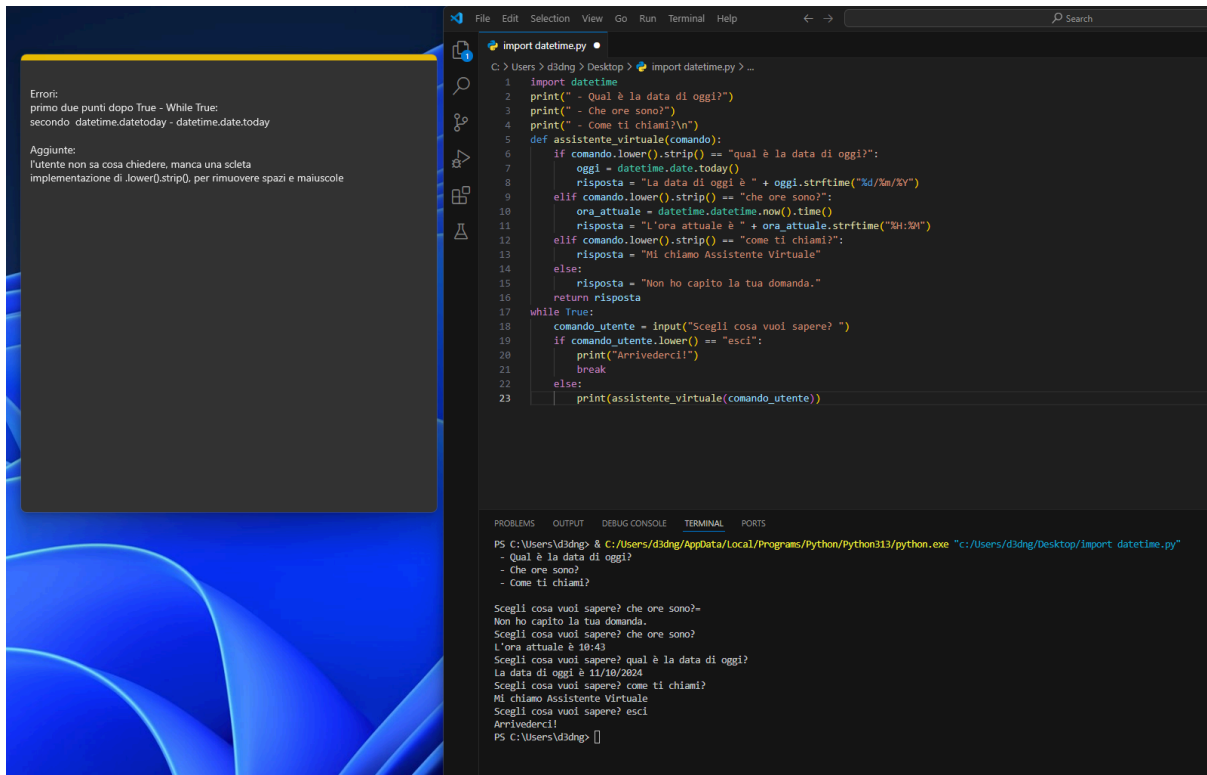 Errori:
primo due punti dopo True - While True:
secondo datetime.datetoday - datetime.date.today
Aggiunte:
l'utente non sa cosa chiedere, manca una scleta
implementazione di .lower().strip(), per rimuovere spazi e maiuscole
File Edit Selection View Go Run Terminal Help
Search
1
import datetime.py
C: > Users > d3dng > Desktop > import datetime.py > ...
1 import datetime
2 print(" - Qual è la data di oggi?")
3 print(" - Che ore sono?")
4 print(" - Come ti chiami?\n")
5 def assistente_virtuale(comando):
6 if comando.lower().strip() == "qual è la data di oggi?":
7 oggi = datetime.date.today()
8 risposta = "La data di oggi è " + oggi.strftime("%d/%m/%Y")
9 elif comando.lower().strip() == "che ore sono?":
10 ora_attuale = datetime.datetime.now().time()
11 risposta = "L'ora attuale è " + ora_attuale.strftime("%H:%M")
12 elif comando.lower().strip() == "come ti chiami?":
13 risposta = "Mi chiamo Assistente Virtuale"
14 else:
15 risposta = "Non ho capito la tua domanda."
16 return risposta
17 while True:
18 comando_utente = input("Scegli cosa vuoi sapere? ")
19 if comando_utente.lower() == "esci":
20 print("Arrivederci!")
21 break
22 else:
23 print(assistente_virtuale(comando_utente))
PROBLEMS OUTPUT DEBUG CONSOLE TERMINAL PORTS
PS C:\Users\d3dng> & C:/Users/d3dng/AppData/Local/Programs/Python/Python313/python.exe "c:/Users/d3dng/Desktop/import datetime.py"
- Qual è la data di oggi?
- Che ore sono?
- Come ti chiami?
Scegli cosa vuoi sapere? che ore sono?=
Non ho capito la tua domanda.
Scegli cosa vuoi sapere? che ore sono?
L'ora attuale è 10:43
Scegli cosa vuoi sapere? qual è la data di oggi?
La data di oggi è 11/10/2024
Scegli cosa vuoi sapere? come ti chiami?
Mi chiamo Assistente Virtuale
Scegli cosa vuoi sapere? esci
Arrivederci!
PS C:\Users\d3dng>